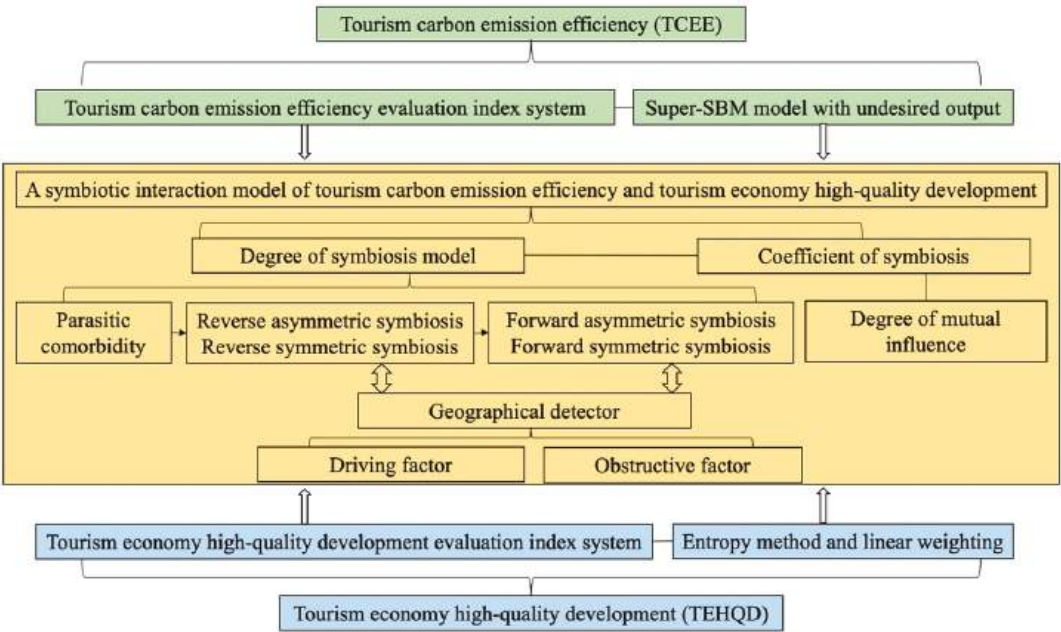 Tourism carbon emission efficiency (TCEE)
Tourism carbon emission efficiency evaluation index system
Super-SBM model with undesired output
A symbiotic interaction model of tourism carbon emission efficiency and tourism economy high-quality development
Degree of symbiosis model
Coefficient of symbiosis
Parasitic
comorbidity
Reverse asymmetric symbiosis
Reverse symmetric symbiosis
Forward asymmetric symbiosis
Forward symmetric symbiosis
Degree of mutual
influence
Geographical detector
Driving factor
Obstructive factor
Tourism economy high-quality development evaluation index system
Entropy method and linear weighting
Tourism economy high-quality development (TEHQD)